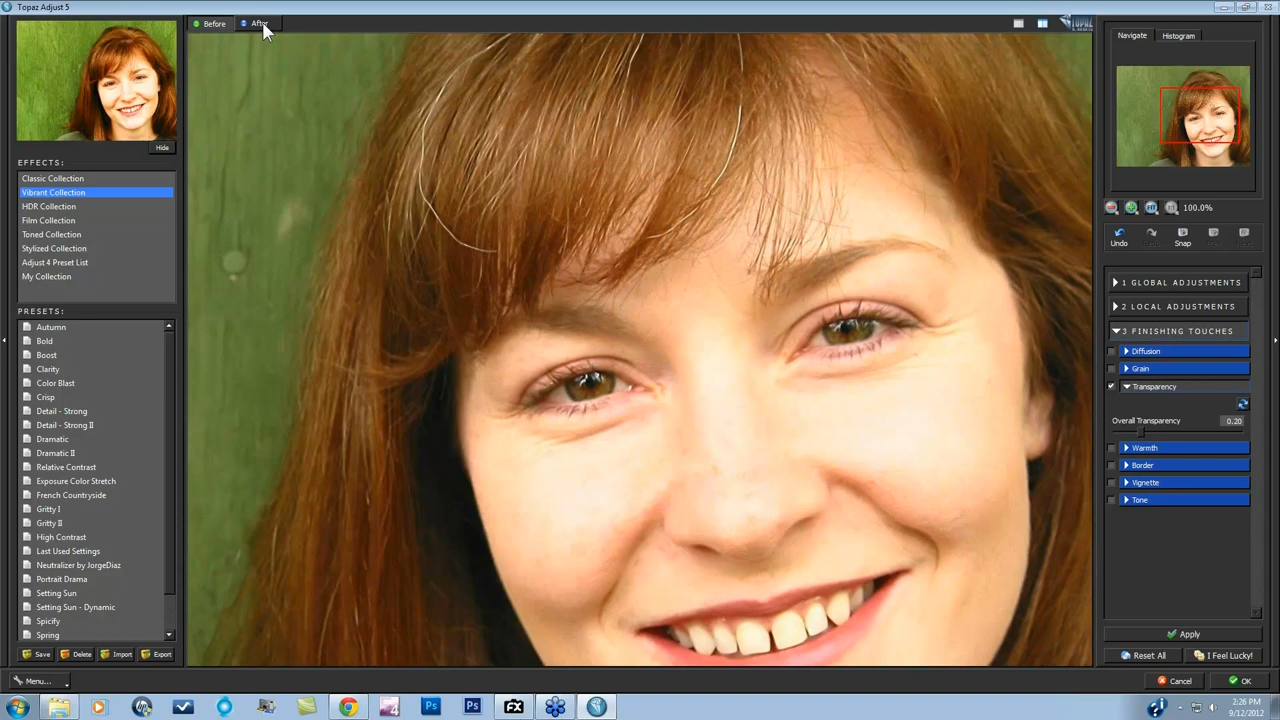 Topaz Adjust 5
Before
After
TOPAZ
Hide
EFFECTS:
Classic Collection
Vibrant Collection
HDR Collection
Film Collection
Toned Collection
Stylized Collection
Adjust 4 Preset List
My Collection
PRESETS:
Autumn
Bold
Boost
Clarity
Color Blast
Crisp
Detail - Strong
Detail - Strong II
Dramatic
Dramatic II
Relative Contrast
Exposure Color Stretch
French Countryside
Gritty I
Gritty II
High Contrast
Last Used Settings
Neutralizer by JorgeDiaz
Portrait Drama
Setting Sun
Setting Sun - Dynamic
Spicify
Spring
Save Delete Import Export
Menu...
Navigate Histogram
100.0%
Undo Snap
1 GLOBAL ADJUSTMENTS
2 LOCAL ADJUSTMENTS
3 FINISHING TOUCHES
Diffusion
Grain
Transparency
Overall Transparency 0.20
Warmth
Border
Vignette
Tone
Apply
Reset All I Feel Lucky!
Cancel OK
2:26 PM
9/12/2012